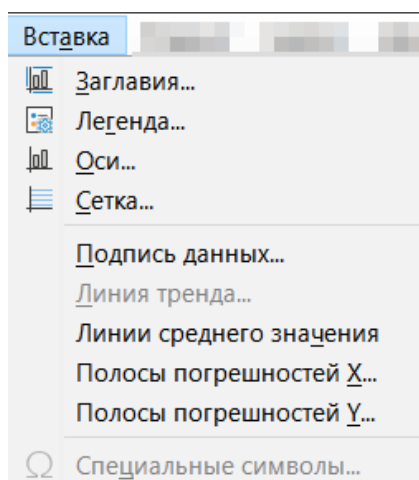 Вставка
Заглавия...
Легенда...
Оси...
Сетка...
Подпись данных...
Линия тренда...
Линии среднего значения
Полосы погрешностей X...
Полосы погрешностей Y...
Специальные символы...